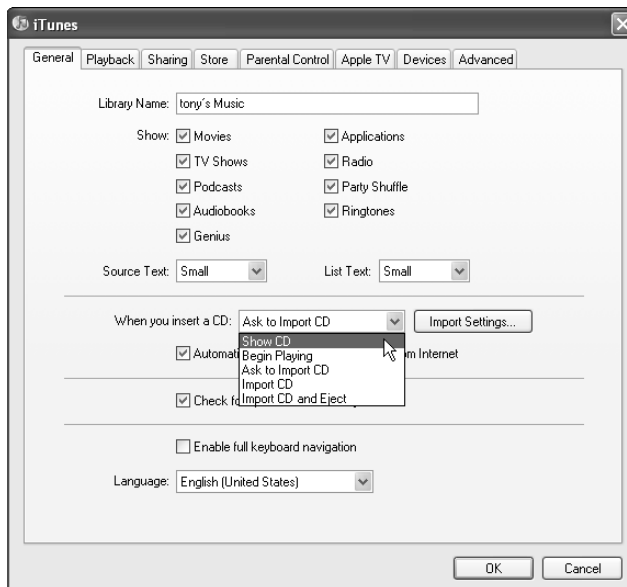 iTunes
General Playback Sharing Store Parental Control Apple TV Devices Advanced
Library Name: tony's Music
Show: Movies Applications
TV Shows Radio
Podcasts Party Shuffle
Audiobooks Ringtones
Genius
Source Text: Small List Text: Small
When you insert a CD: Ask to Import CD Import Settings...
Show CD
Automati om Internet
Begin Playing
Ask to Import CD
Import CD
Check fo
Import CD and Eject
Enable full keyboard navigation
Language: English (United States)
OK Cancel